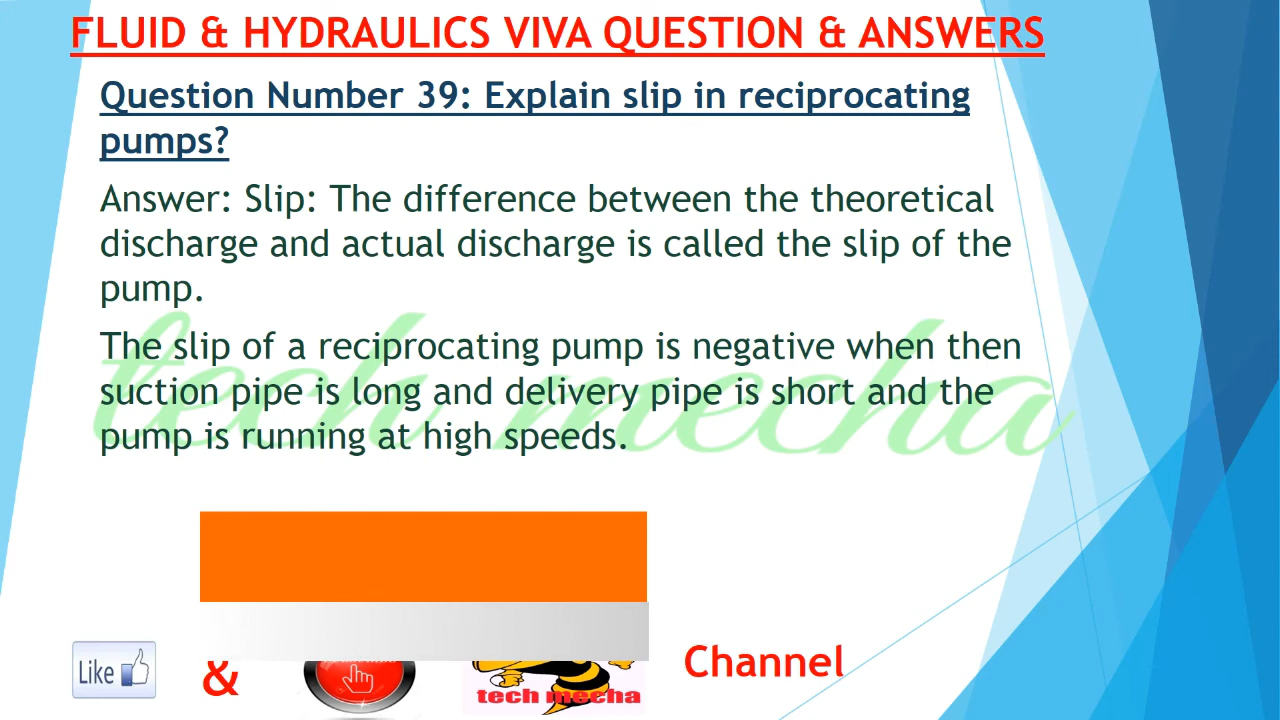 FLUID & HYDRAULICS VIVA QUESTION & ANSWERS
Question Number 39: Explain slip in reciprocating
pumps?
Answer: Slip: The difference between the theoretical
discharge and actual discharge is called the slip of the
pump.
The slip of a reciprocating pump is negative when then
suction pipe is long and delivery pipe is short and the
pump is running at high speeds.
tech mecha
Like
&
tech mecha
Channel